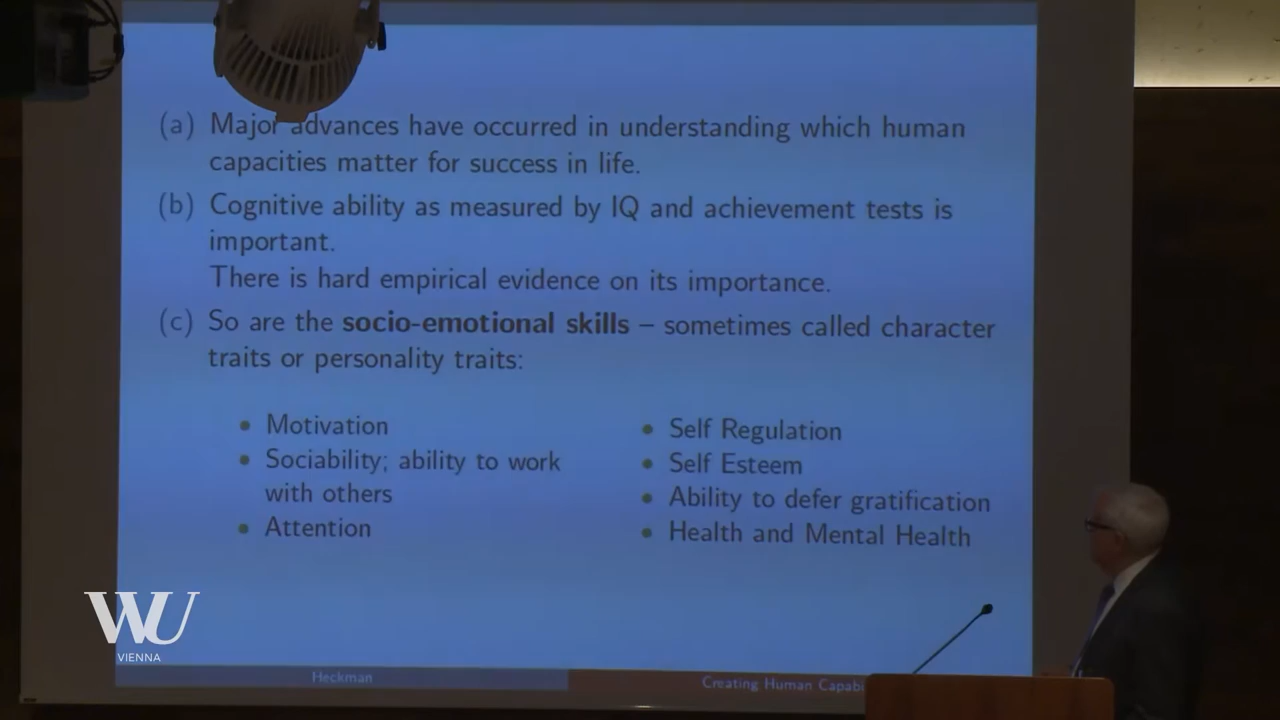 (a) Major advances have occurred in understanding which human
capacities matter for success in life.
(b) Cognitive ability as measured by IQ and achievement tests is
important.
There is hard empirical evidence on its importance.
(c) So are the socio-emotional skills – sometimes called character
traits or personality traits:
• Motivation
• Sociability; ability to work
with others
• Attention
• Self Regulation
• Self Esteem
• Ability to defer gratification
• Health and Mental Health
WU
VIENNA
Heckman
Creating Human Capabi